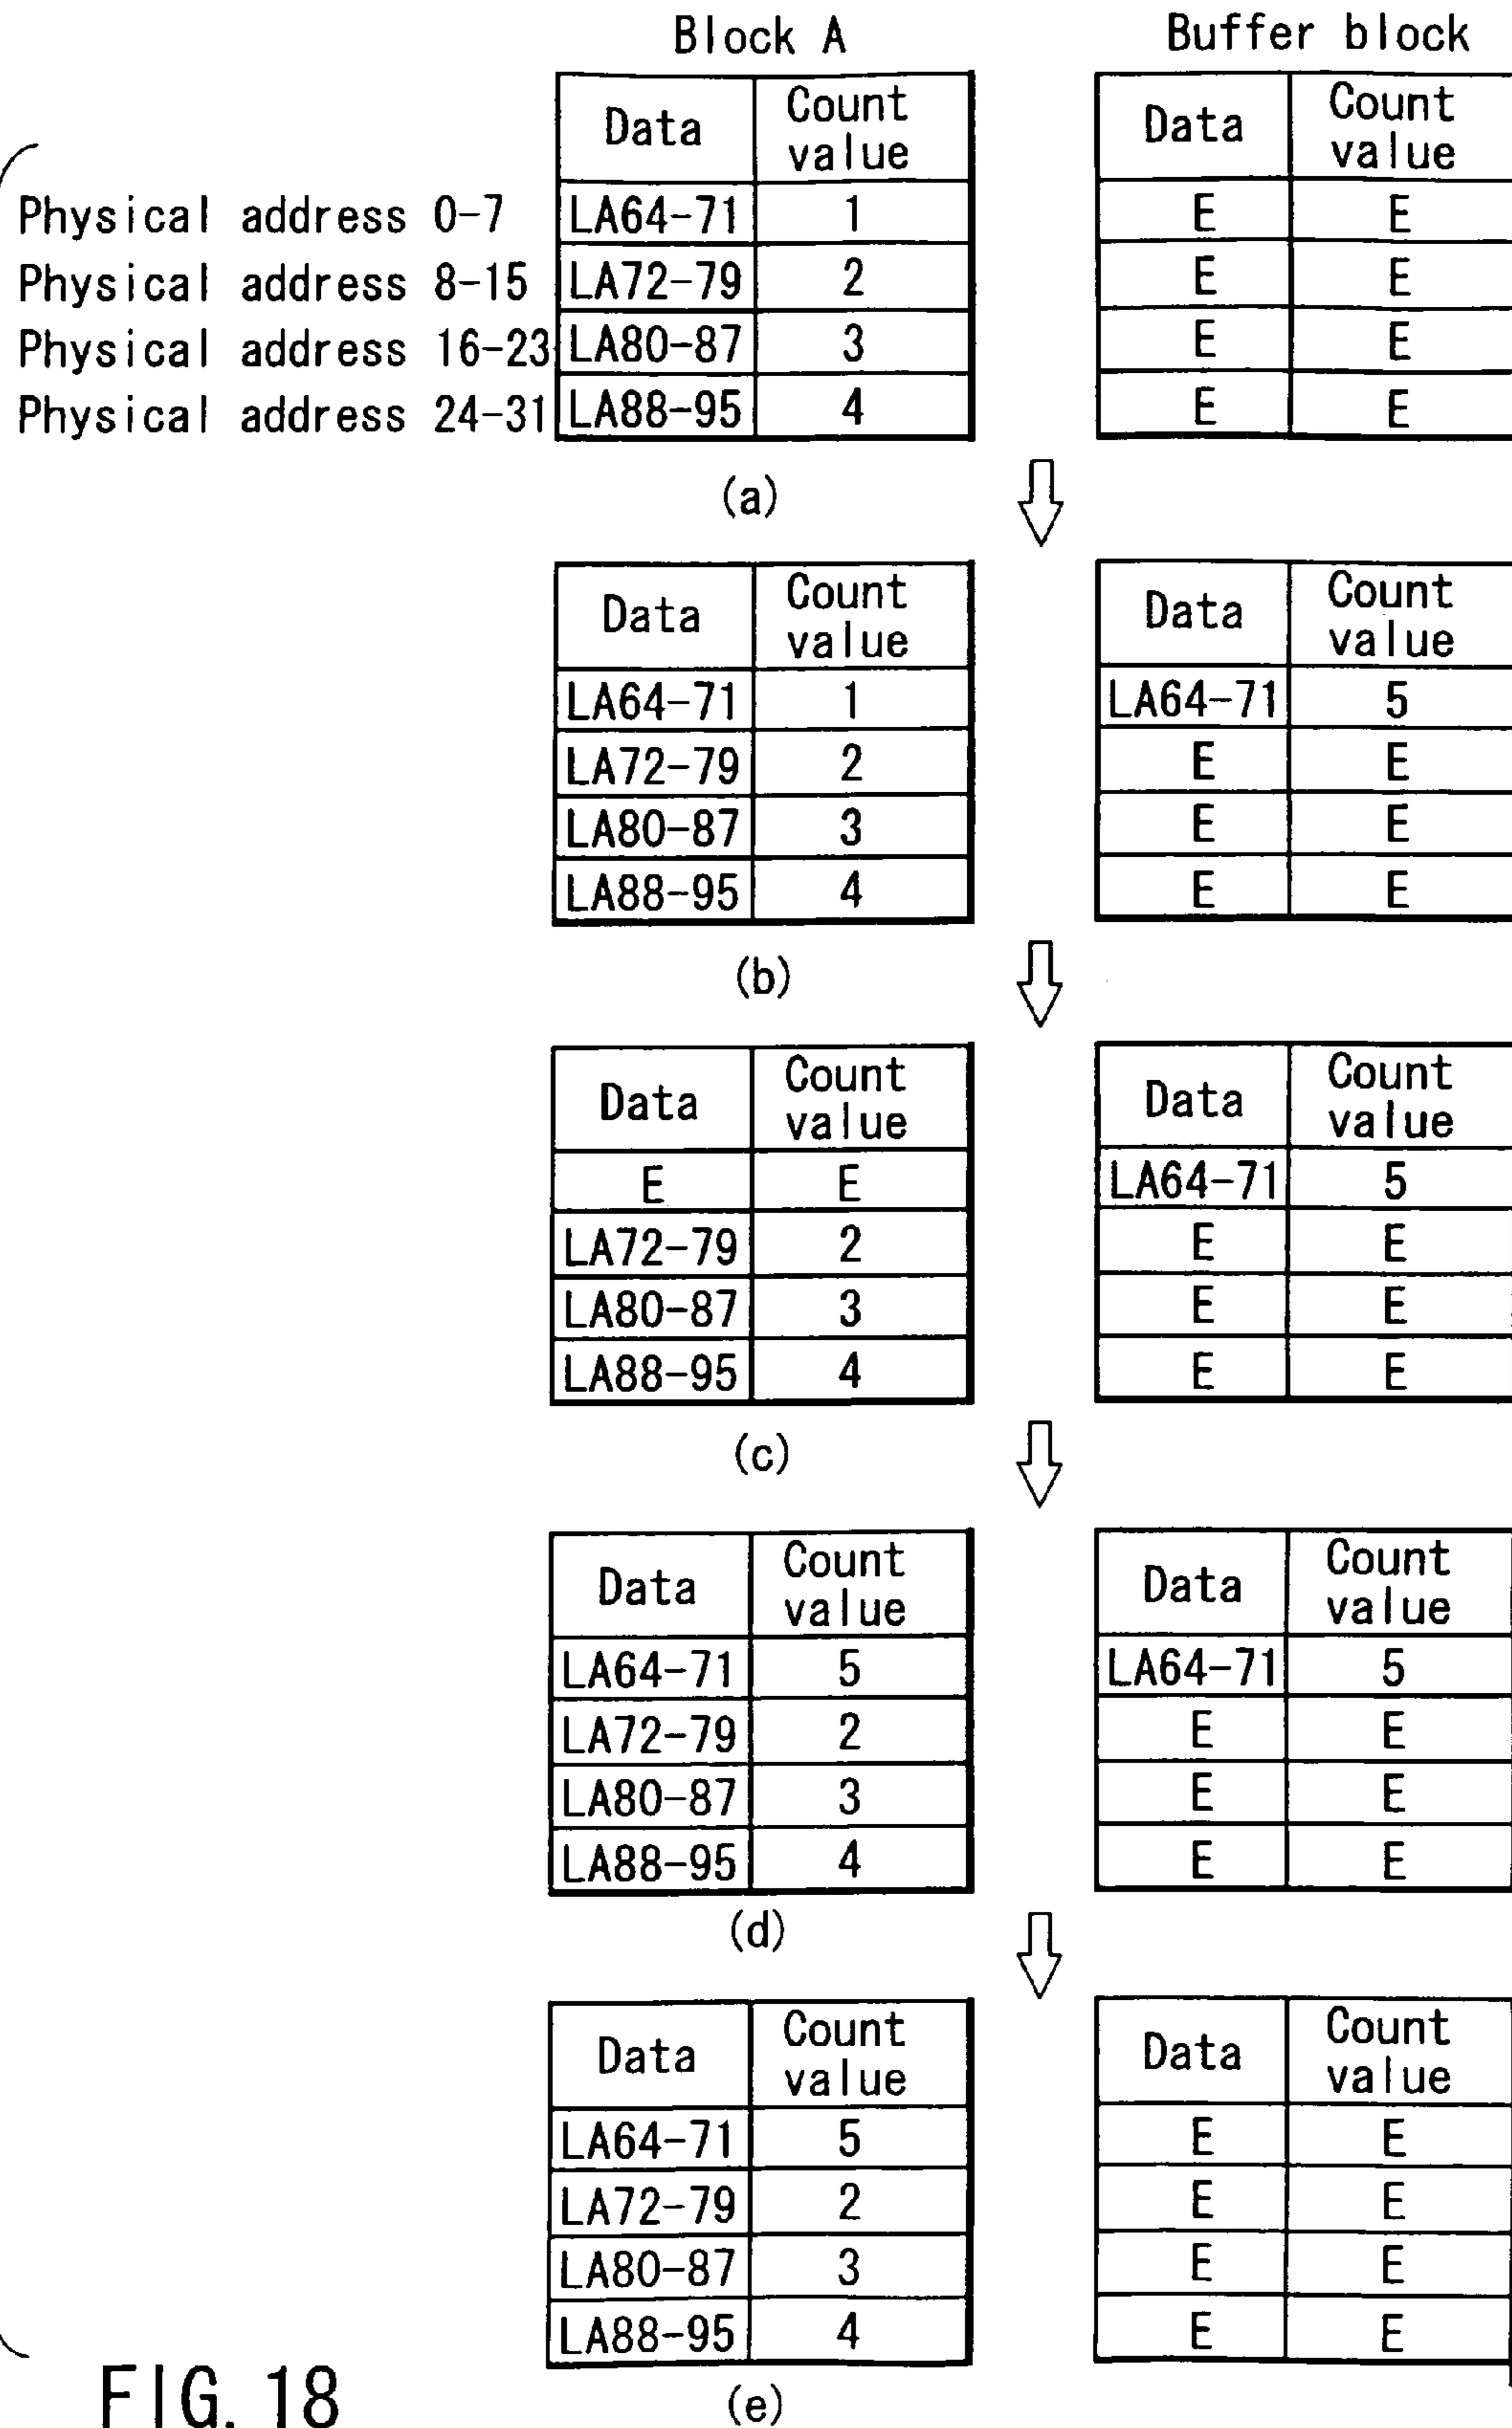 Block A Buffer block
Data Count value Data Count value
Physical address 0-7 LA64-71 1 E E
Physical address 8-15 LA72-79 2 E E
Physical address 16-23 LA80-87 3 E E
Physical address 24-31 LA88-95 4 E E
(a)
Data Count value Data Count value
LA64-71 1 LA64-71 5
LA72-79 2 E E
LA80-87 3 E E
LA88-95 4 E E
(b)
Data Count value Data Count value
E E LA64-71 5
LA72-79 2 E E
LA80-87 3 E E
LA88-95 4 E E
(c)
Data Count value Data Count value
LA64-71 5 LA64-71 5
LA72-79 2 E E
LA80-87 3 E E
LA88-95 4 E E
(d)
Data Count value Data Count value
LA64-71 5 E E
LA72-79 2 E E
LA80-87 3 E E
LA88-95 4 E E
(e)
FIG. 18